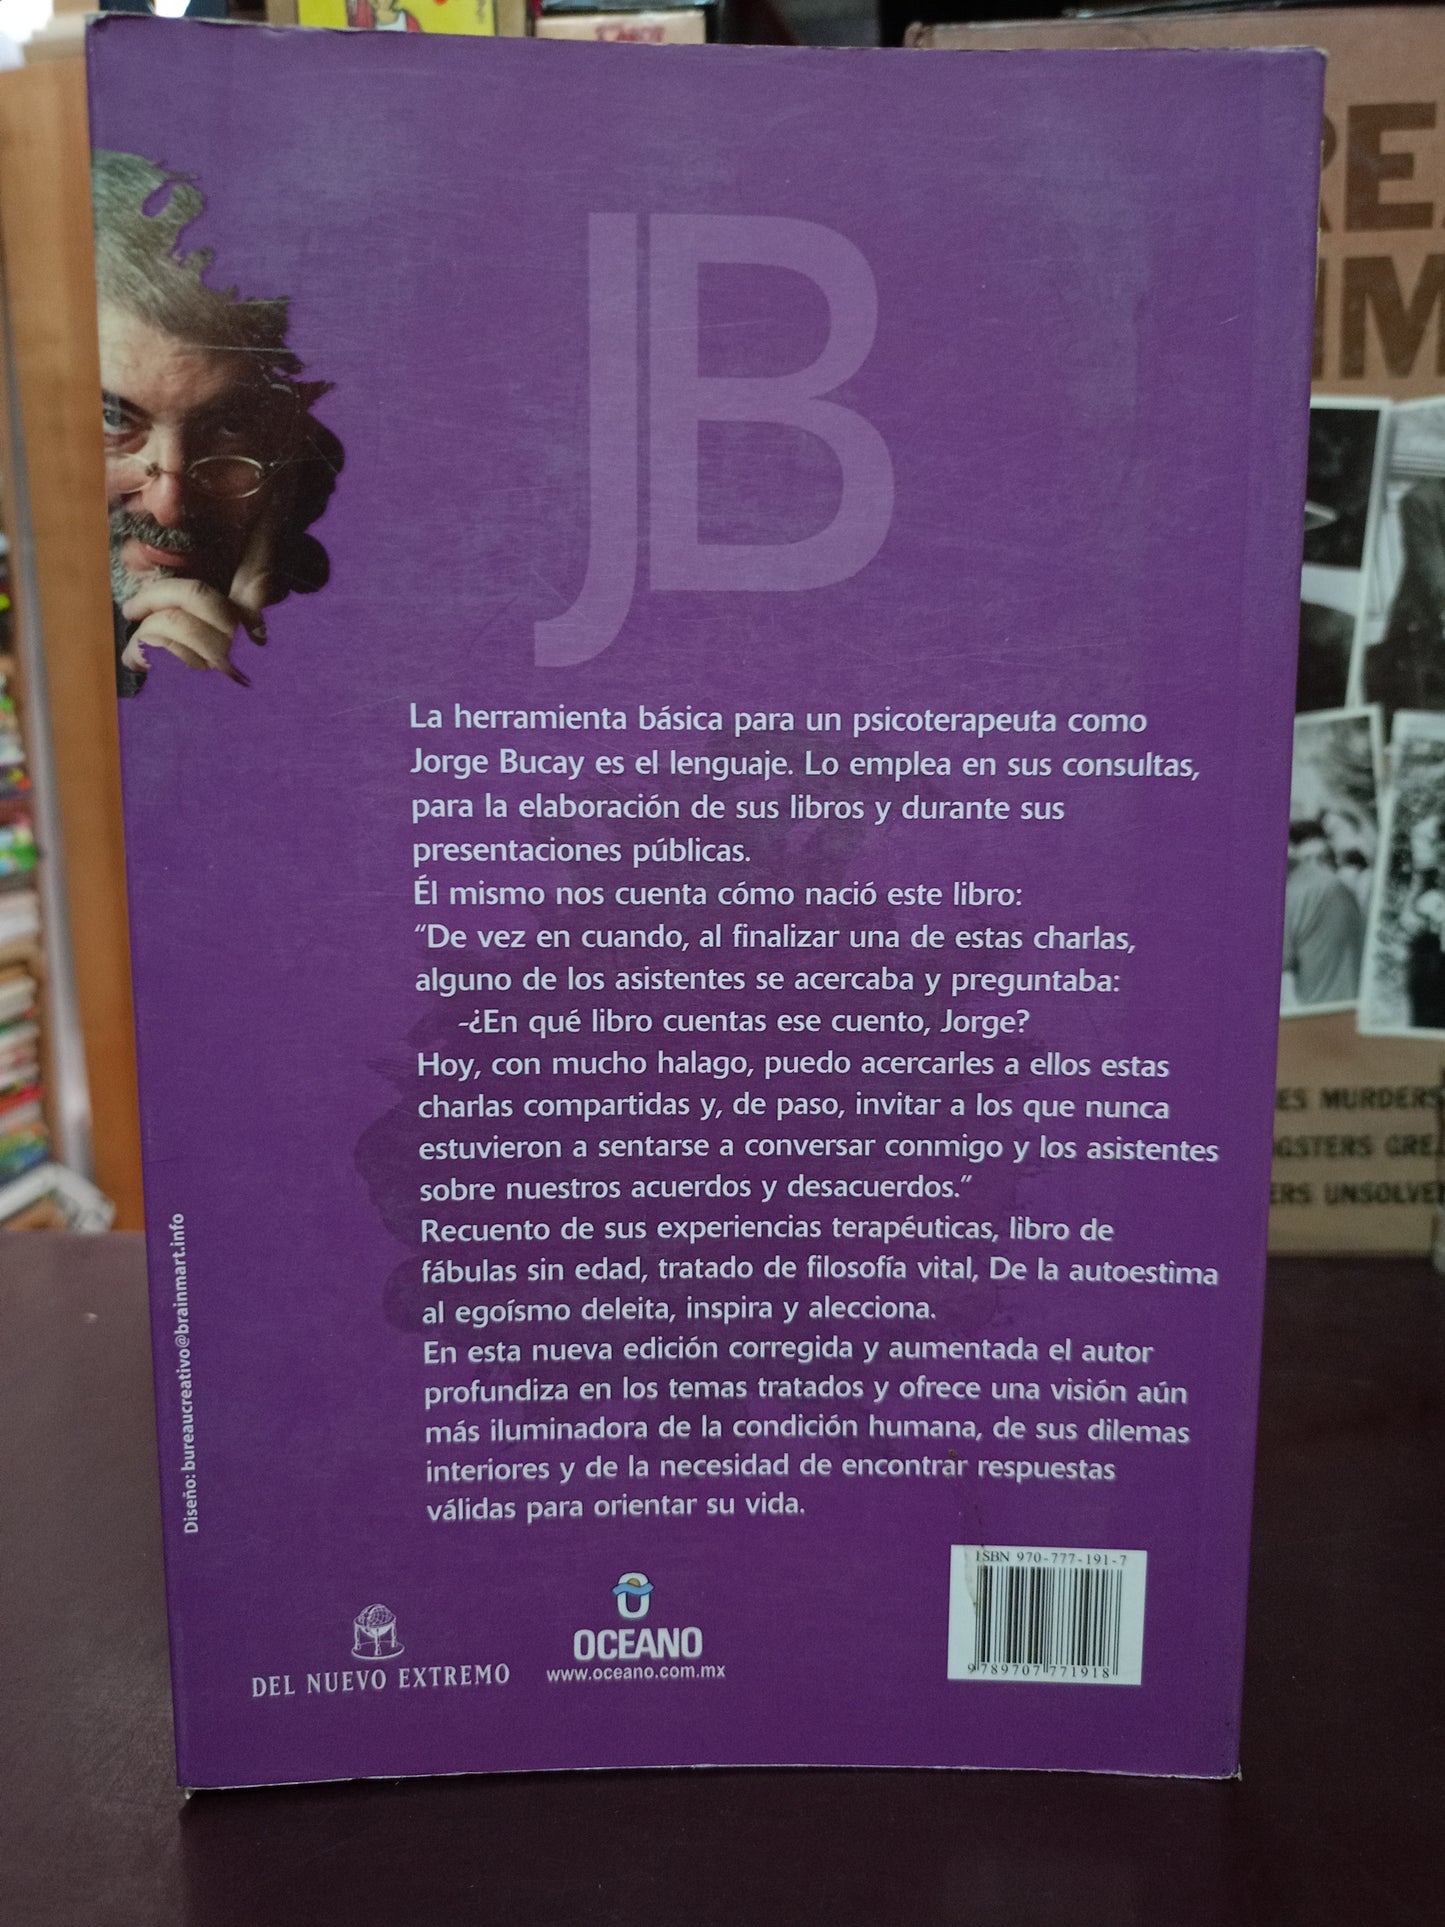 JB
La herramienta básica para un psicoterapeuta como
Jorge Bucay es el lenguaje. Lo emplea en sus consultas,
para la elaboración de sus libros y durante sus
presentaciones públicas.
Él mismo nos cuenta cómo nació este libro:
“De vez en cuando, al finalizar una de estas charlas,
alguno de los asistentes se acercaba y preguntaba:
-¿En qué libro cuentas ese cuento, Jorge?
Hoy, con mucho halago, puedo acercarles a ellos estas
charlas compartidas y, de paso, invitar a los que nunca
estuvieron a sentarse a conversar conmigo y los asistentes
sobre nuestros acuerdos y desacuerdos.”
Recuento de sus experiencias terapéuticas, libro de
fábulas sin edad, tratado de filosofía vital, De la autoestima
al egoísmo deleita, inspira y alecciona.
En esta nueva edición corregida y aumentada el autor
profundiza en los temas tratados y ofrece una visión aún
más iluminadora de la condición humana, de sus dilemas
interiores y de la necesidad de encontrar respuestas
válidas para orientar su vida.
Diseño: bureaucreativo@brainmart.info
DEL NUEVO EXTREMO
OCEANO
www.oceano.com.mx
ISBN 970-777-191-7
9 789707 771918
MURDERS
UNSOLVE